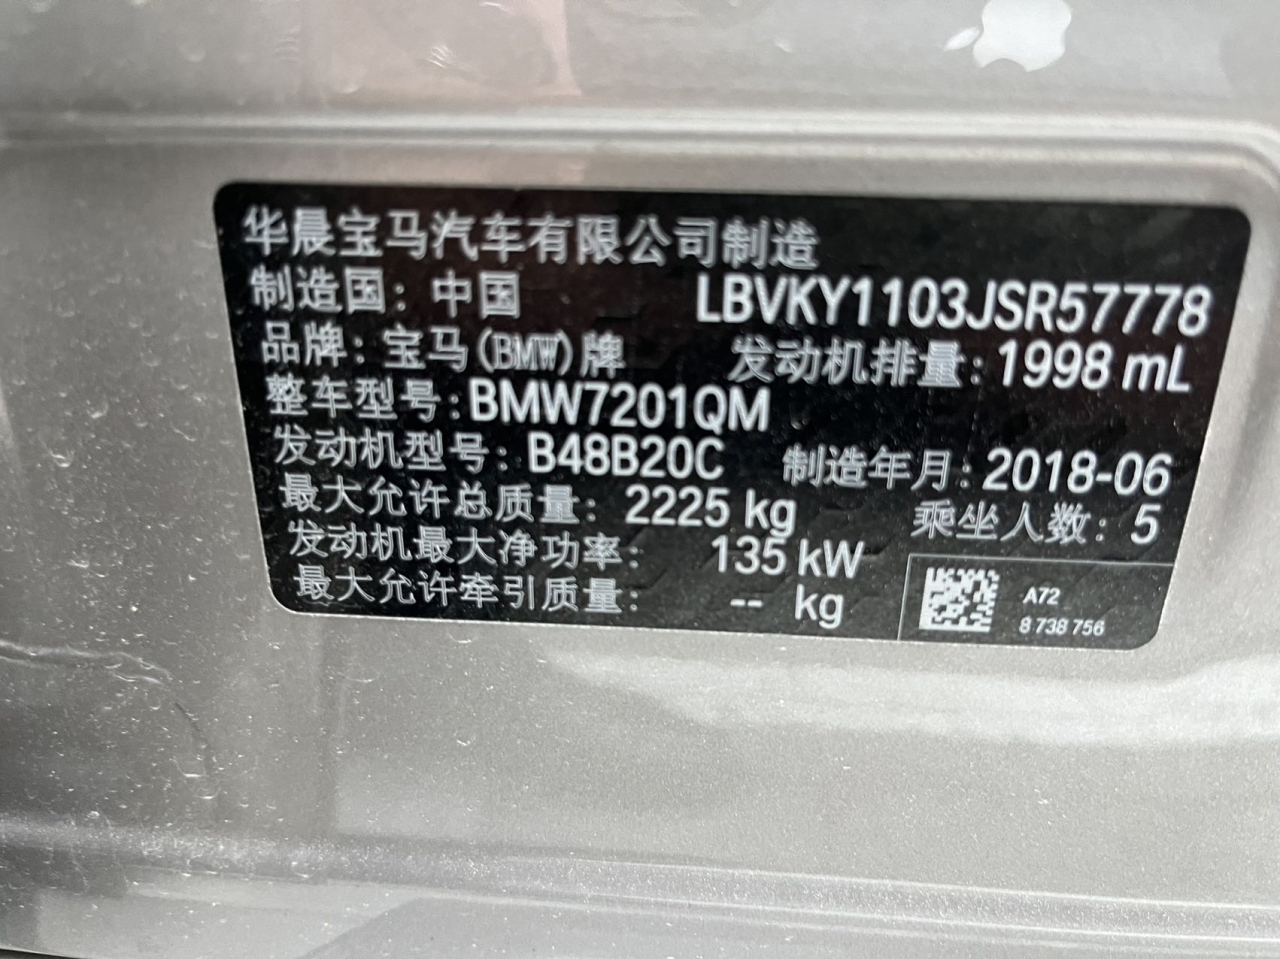 华晨宝马汽车有限公司制造
制造国：中国 LBVKY1103JSR57778
品牌：宝马(BMW)牌 发动机排量：1998 mL
整车型号：BMW7201QM
发动机型号：B48B20C 制造年月：2018-06
最大允许总质量：2225 kg 乘坐人数：5
发动机最大净功率：135 kW
最大允许牵引质量：-- kg
A72
8 738 756